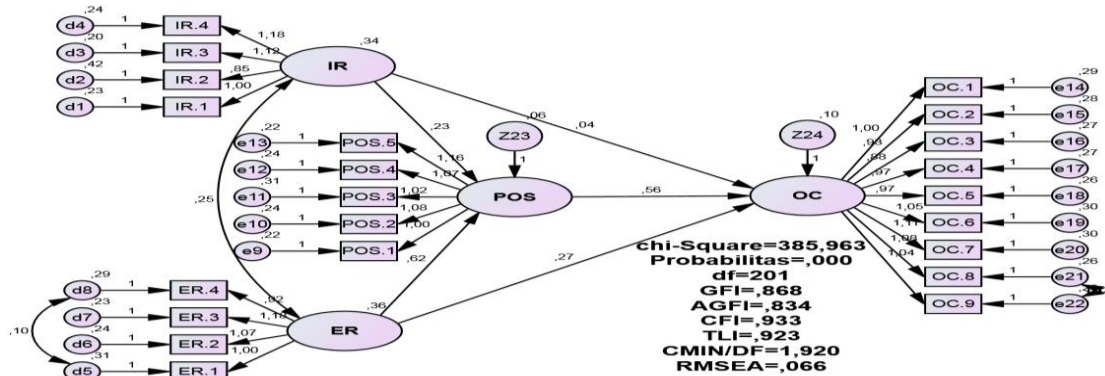 ,24
d4 1 IR.4
,20
d3 1 IR.3
,42
d2 1 IR.2
,23
d1 1 IR.1
1,18
1,12
,85
1,00
IR ,34
,25
,22
e13 1 POS.5
,24
e12 1 POS.4
,31
e11 1 POS.3
,24
e10 1 POS.2
,22
e9 1 POS.1
1,16
1,07
1,02
1,08
1,00
,23
,06
Z23
1
POS
,62
,04
,56
,27
,10
Z24
1
OC
,29
d8 1 ER.4
,23
d7 1 ER.3
,24
d6 1 ER.2
,31
d5 1 ER.1
,10
,92
1,07
1,00
ER ,36
1,00
,93
,88
,97
,97
1,05
1,11
1,08
1,04
,29
OC.1 1 e14
,28
OC.2 1 e15
,27
OC.3 1 e16
,27
OC.4 1 e17
,26
OC.5 1 e18
,30
OC.6 1 e19
,30
OC.7 1 e20
,26
OC.8 1 e21
OC.9 1 e22
chi-Square=385,963
Probabilitas=,000
df=201
GFI=,868
AGFI=,834
CFI=,933
TLI=,923
CMIN/DF=1,920
RMSEA=,066